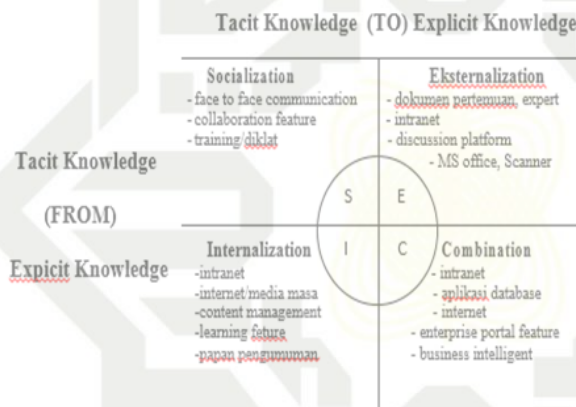 Tacit Knowledge (TO) Explicit Knowledge
Socialization
- face to face communication
- collaboration feature
- training/diklat
Eksternalization
- dokumen pertemuan, expert
- intranet
- discussion platform
- MS office, Scanner
Tacit Knowledge
(FROM)
Expicit Knowledge
S
E
I
C
Internalization
-intranet
-internet/media masa
-content management
-learning feture
-papan pengumuman
Combination
- intranet
- aplikasi database
- internet
- enterprise portal feature
- business intelligent